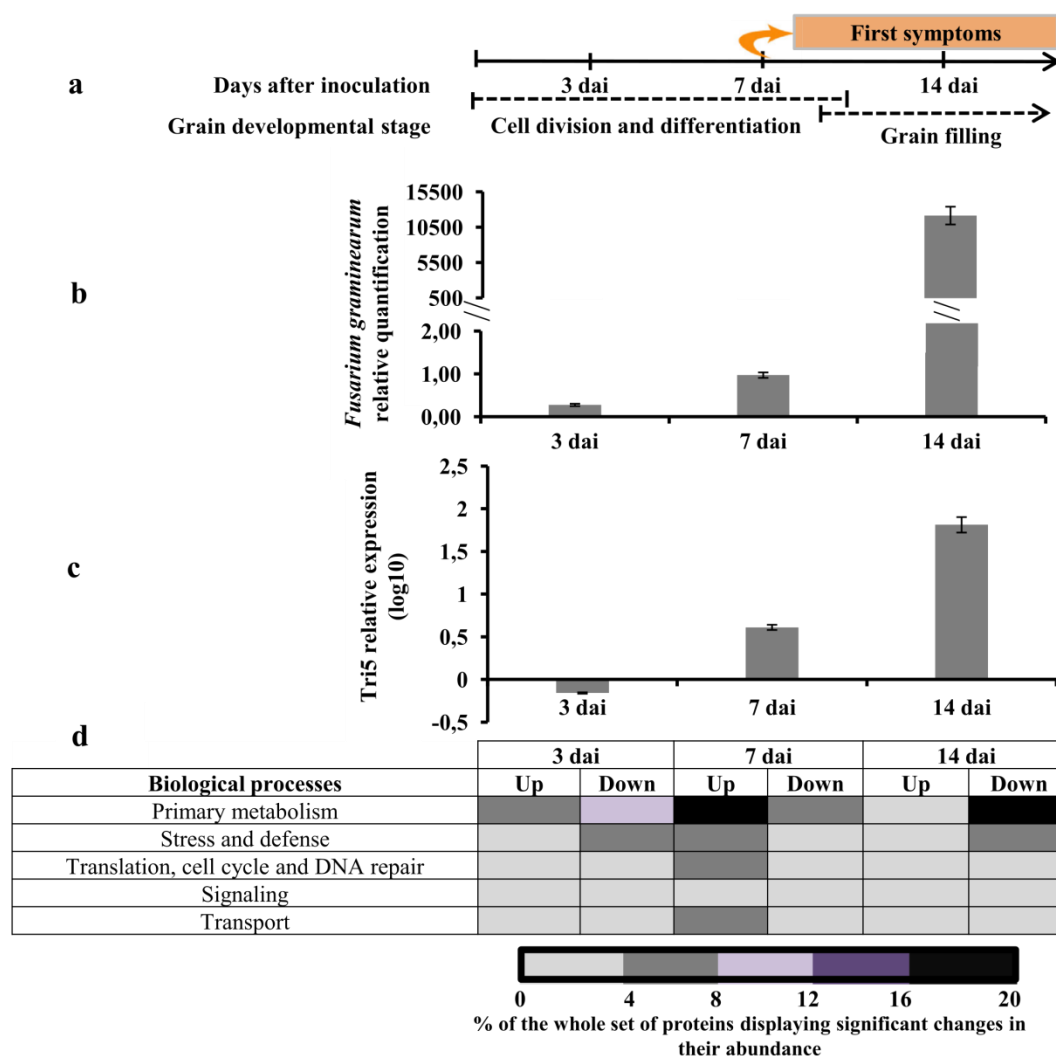 First symptoms
a
Days after inoculation
3 dai
7 dai
14 dai
Grain developmental stage
Cell division and differentiation
Grain filling
b
Fusarium graminearum
relative quantification
15500
10500
5500
500
2,00
1,00
0,00
3 dai
7 dai
14 dai
c
Tri5 relative expression
(log10)
2,5
2
1,5
1
0,5
0
-0,5
3 dai
7 dai
14 dai
d
3 dai 7 dai 14 dai
Biological processes Up Down Up Down Up Down
Primary metabolism
Stress and defense
Translation, cell cycle and DNA repair
Signaling
Transport
0 4 8 12 16 20
% of the whole set of proteins displaying significant changes in
their abundance